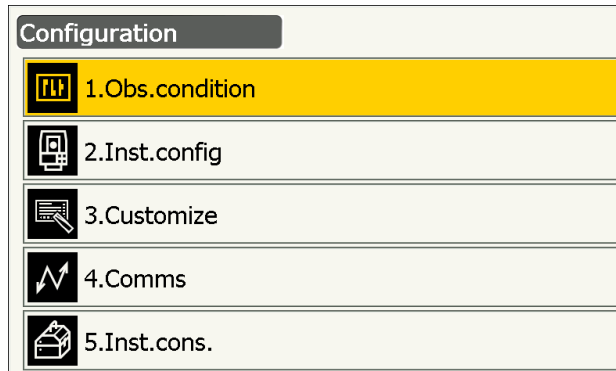 Configuration
1.Obs.condition
2.Inst.config
3.Customize
4.Comms
5.Inst.cons.